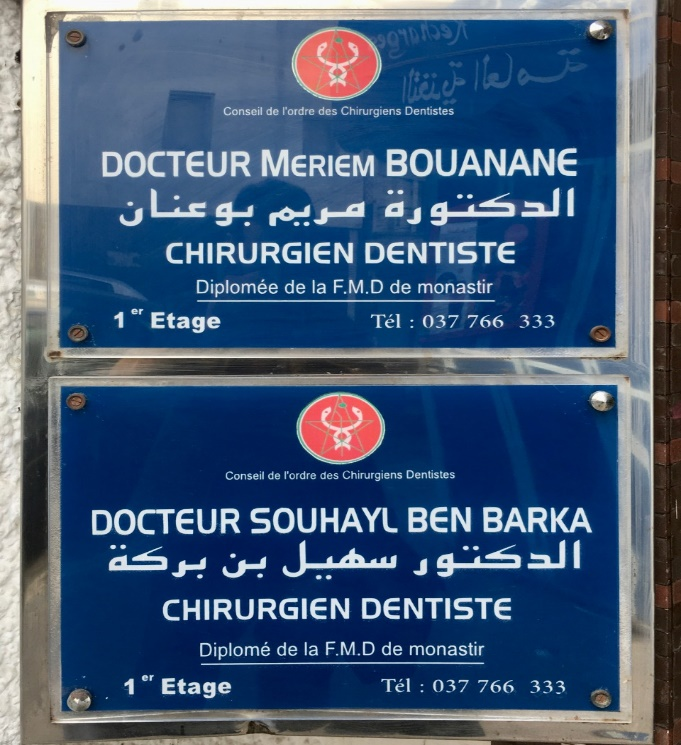 Conseil de l'ordre des Chirurgiens Dentistes
DOCTEUR MERIEM BOUANANE
الدكتورة مريم بوعنان
CHIRURGIEN DENTISTE
Diplomée de la F.M.D de monastir
1er Etage
Tél : 037 766 333
Conseil de l'ordre des Chirurgiens Dentistes
DOCTEUR SOUHAYL BEN BARKA
الدكتور سهيل بن بركة
CHIRURGIEN DENTISTE
Diplomé de la F.M.D de monastir
1er Etage
Tél : 037 766 333